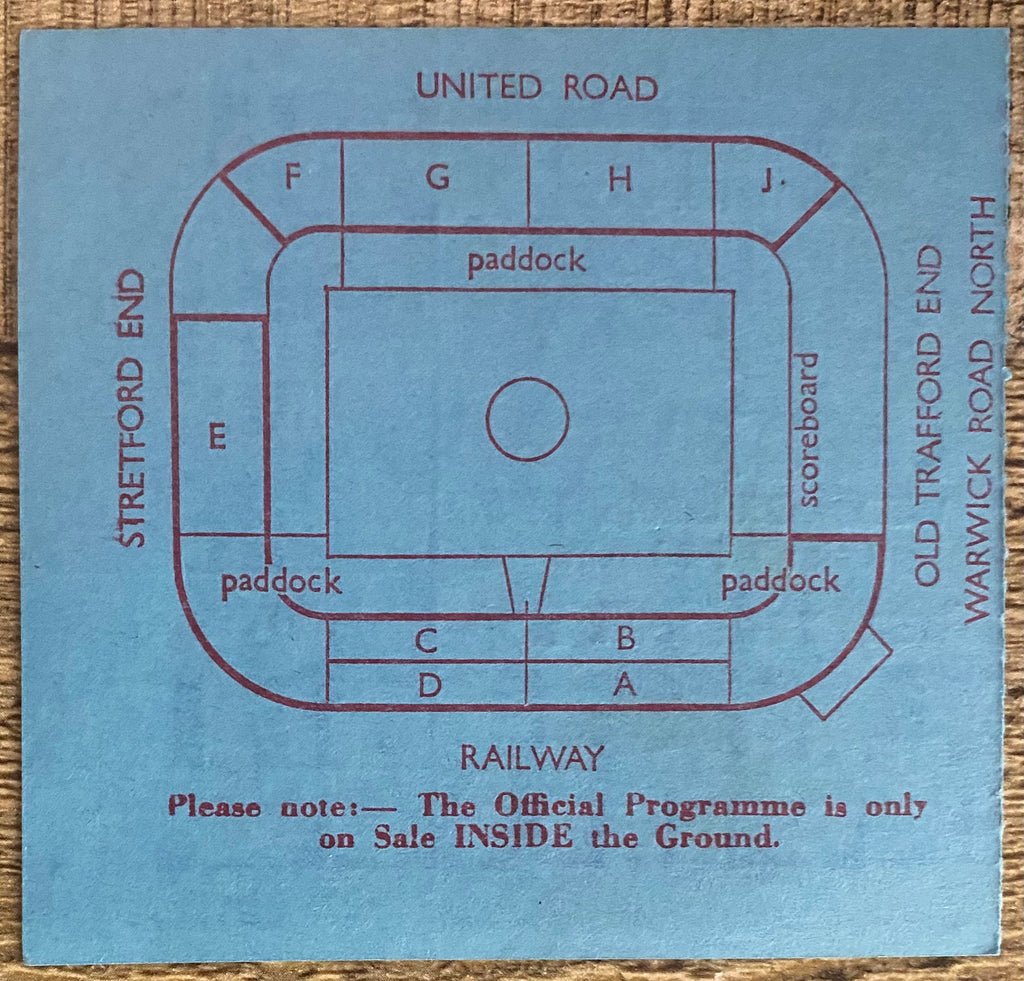 UNITED ROAD
F G H J.
paddock
STRETFORD END
E
scoreboard
OLD TRAFFORD END
WARWICK ROAD NORTH
paddock paddock
C B
D A
RAILWAY
Please note:— The Official Programme is only
on Sale INSIDE the Ground.